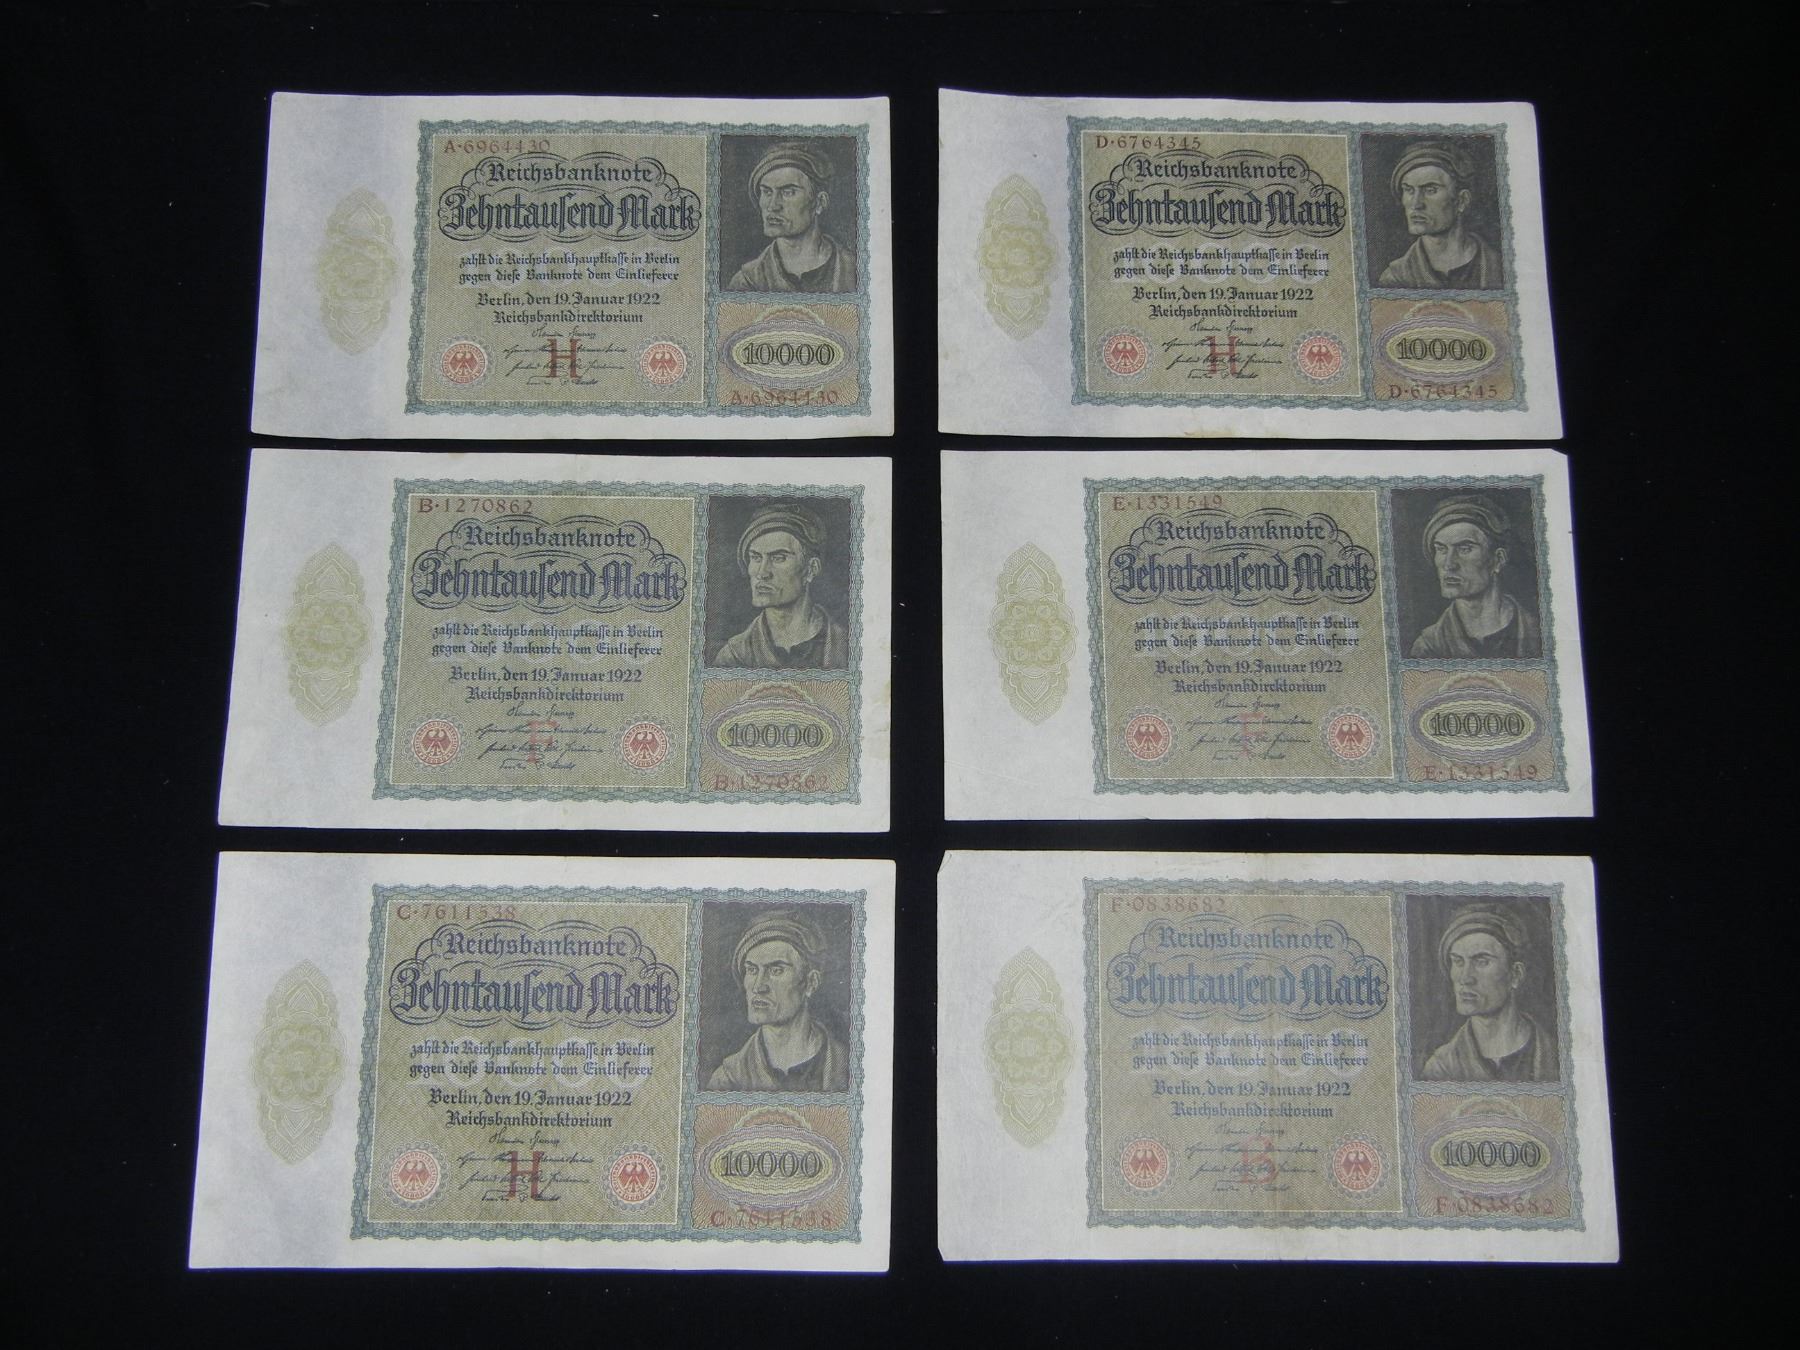 A·6964430
Reichsbanknote
Zehntausend Mark
zahlt die Reichsbankhauptkasse in Berlin
gegen diese Banknote dem Einlieferer
Berlin, den 19. Januar 1922
Reichsbankdirektorium
H
10000
A·6964430
B·1270862
Reichsbanknote
Zehntausend Mark
zahlt die Reichsbankhauptkasse in Berlin
gegen diese Banknote dem Einlieferer
Berlin, den 19. Januar 1922
Reichsbankdirektorium
F
10000
B·1270862
C·7611538
Reichsbanknote
Zehntausend Mark
zahlt die Reichsbankhauptkasse in Berlin
gegen diese Banknote dem Einlieferer
Berlin, den 19. Januar 1922
Reichsbankdirektorium
H
10000
C·7611538
D·6764345
Reichsbanknote
Zehntausend Mark
zahlt die Reichsbankhauptkasse in Berlin
gegen diese Banknote dem Einlieferer
Berlin, den 19. Januar 1922
Reichsbankdirektorium
H
10000
D·6764345
E·1331549
Reichsbanknote
Zehntausend Mark
zahlt die Reichsbankhauptkasse in Berlin
gegen diese Banknote dem Einlieferer
Berlin, den 19. Januar 1922
Reichsbankdirektorium
10000
E·1331549
F·0838682
Reichsbanknote
Zehntausend Mark
zahlt die Reichsbankhauptkasse in Berlin
gegen diese Banknote dem Einlieferer
Berlin, den 19. Januar 1922
Reichsbankdirektorium
B
10000
F·0838682